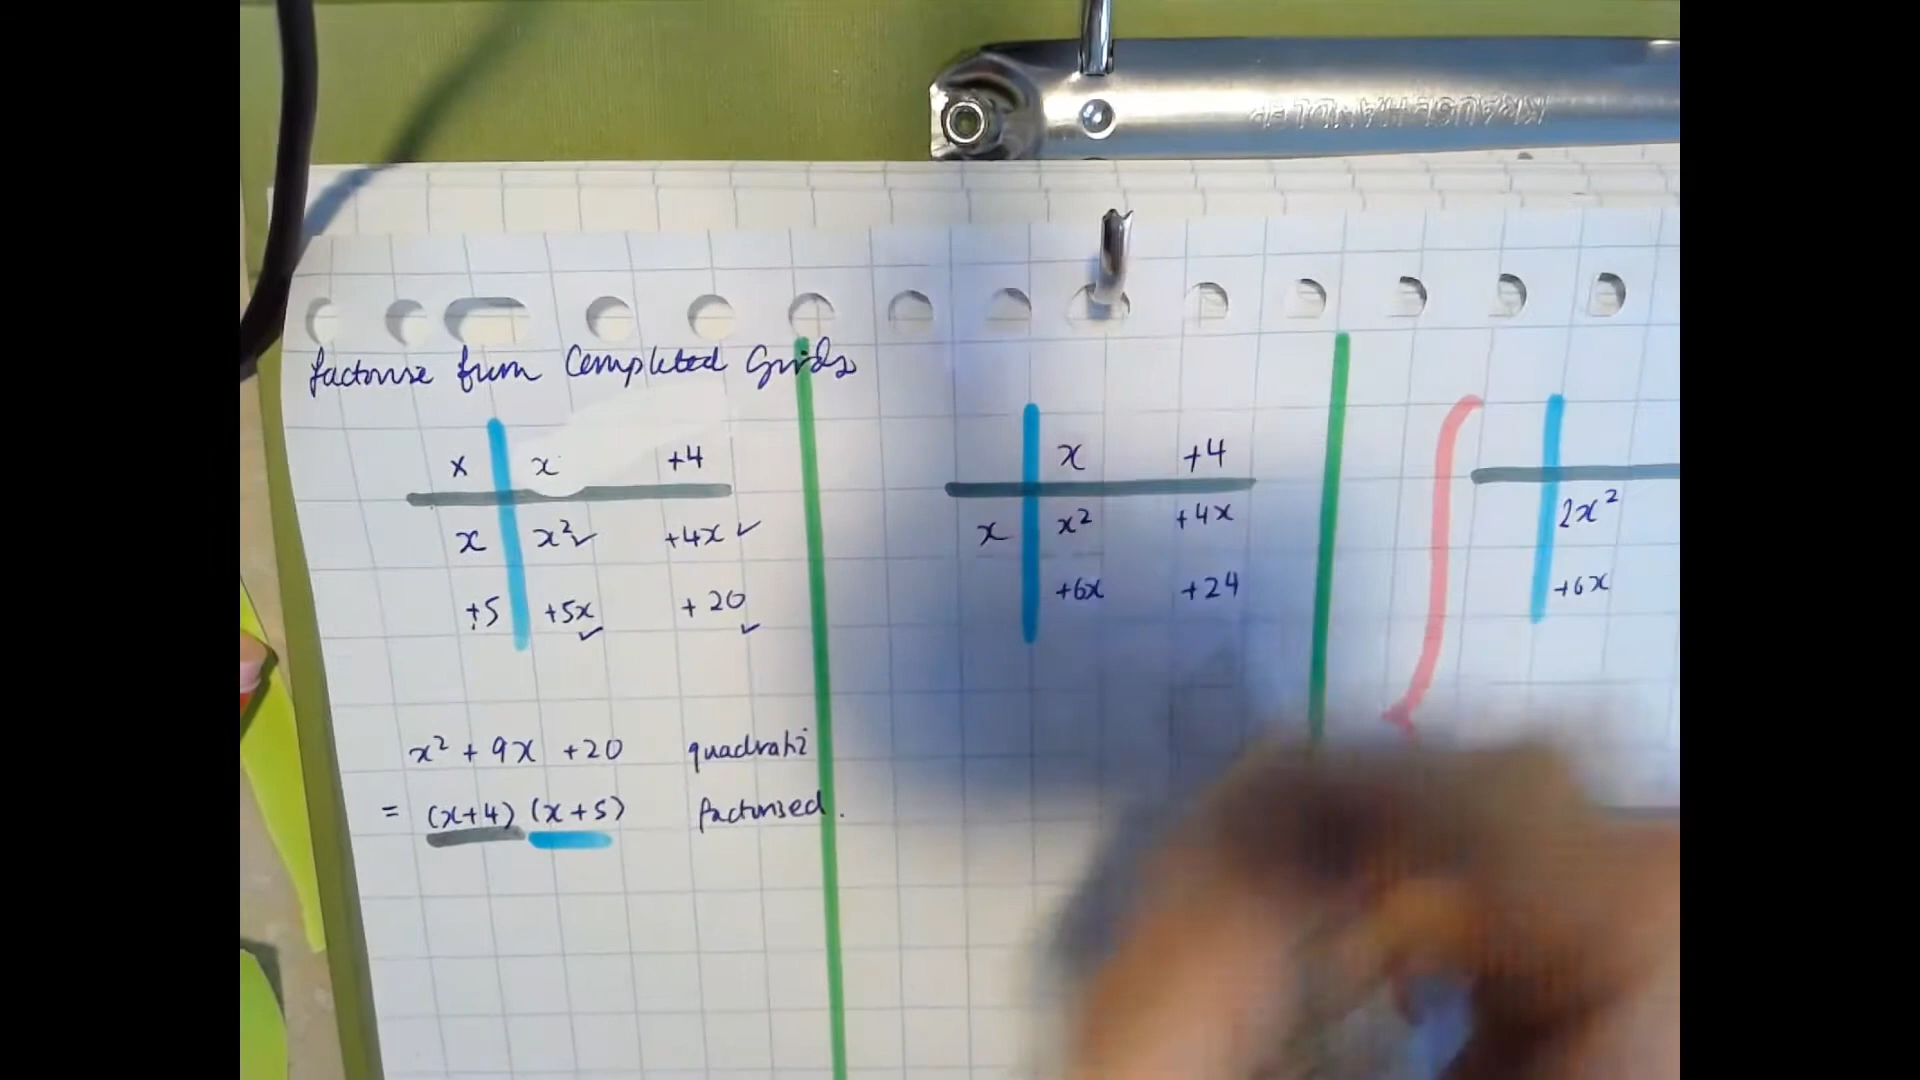 factorise from Completed Grids
× x +4
x x² ✓ +4x ✓
+5 +5x ✓ +20 ✓
x² + 9x + 20 quadrati
= (x+4) (x+5) factorised.
x +4
x x² +4x
+6x +24
2x²
+6x